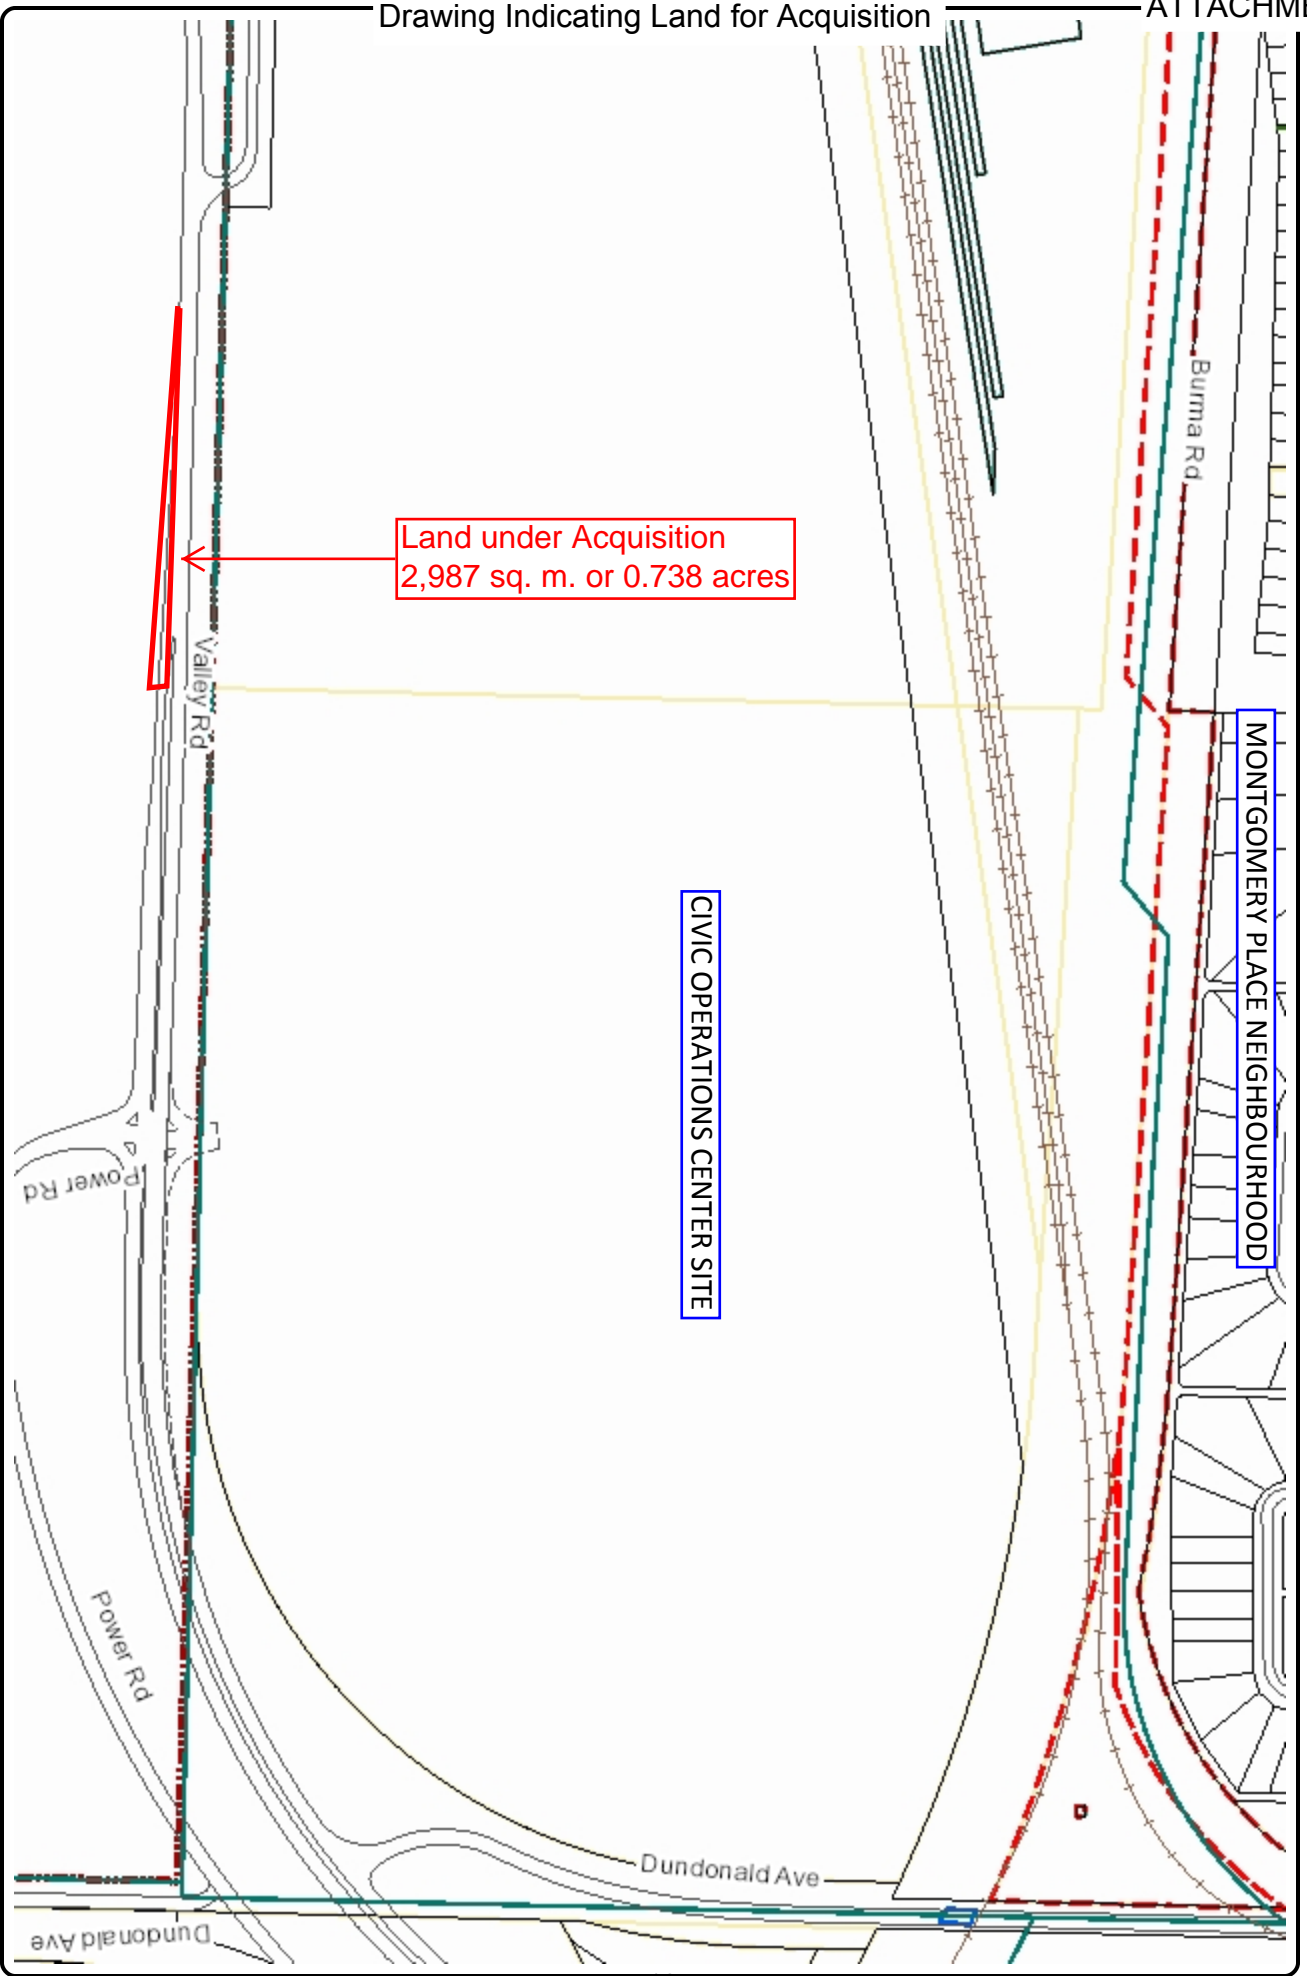 Drawing Indicating Land for Acquisition
Burma Rd
Land under Acquisition
2,987 sq. m. or 0.738 acres
Valley Rd
MONTGOMERY PLACE NEIGHBOURHOOD
CIVIC OPERATIONS CENTER SITE
Power Rd
Power Rd
Dundonald Ave
Dundonald Ave